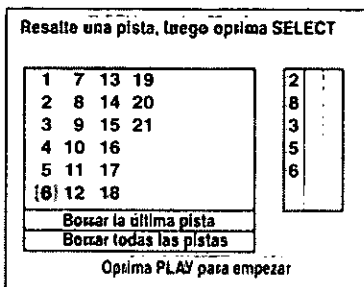 Resalte una pista, luego oprima SELECT
1 7 13 19
2 8 14 20
3 9 15 21
4 10 16
5 11 17
[6] 12 18
2
8
3
5
6
Borrar la última pista
Borrar todas las pistas
Oprima PLAY para empezar